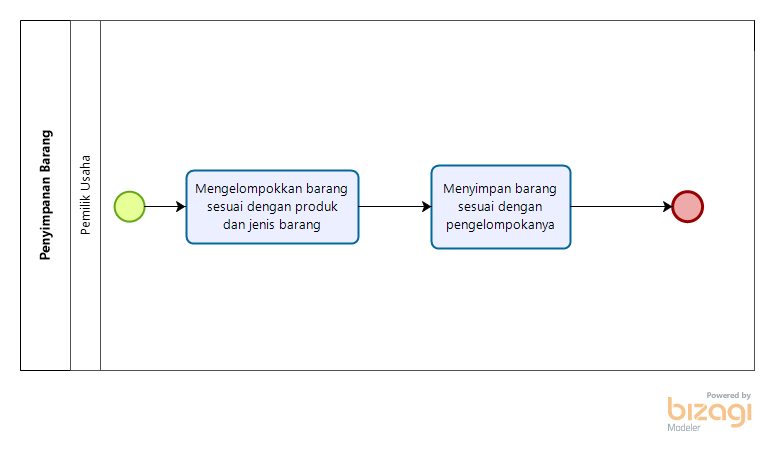 Penyimpanan Barang
Pemilik Usaha
Mengelompokkan barang
sesuai dengan produk
dan jenis barang
Menyimpan barang
sesuai dengan
pengelompokanya
Powered by
bizagi
Modeler